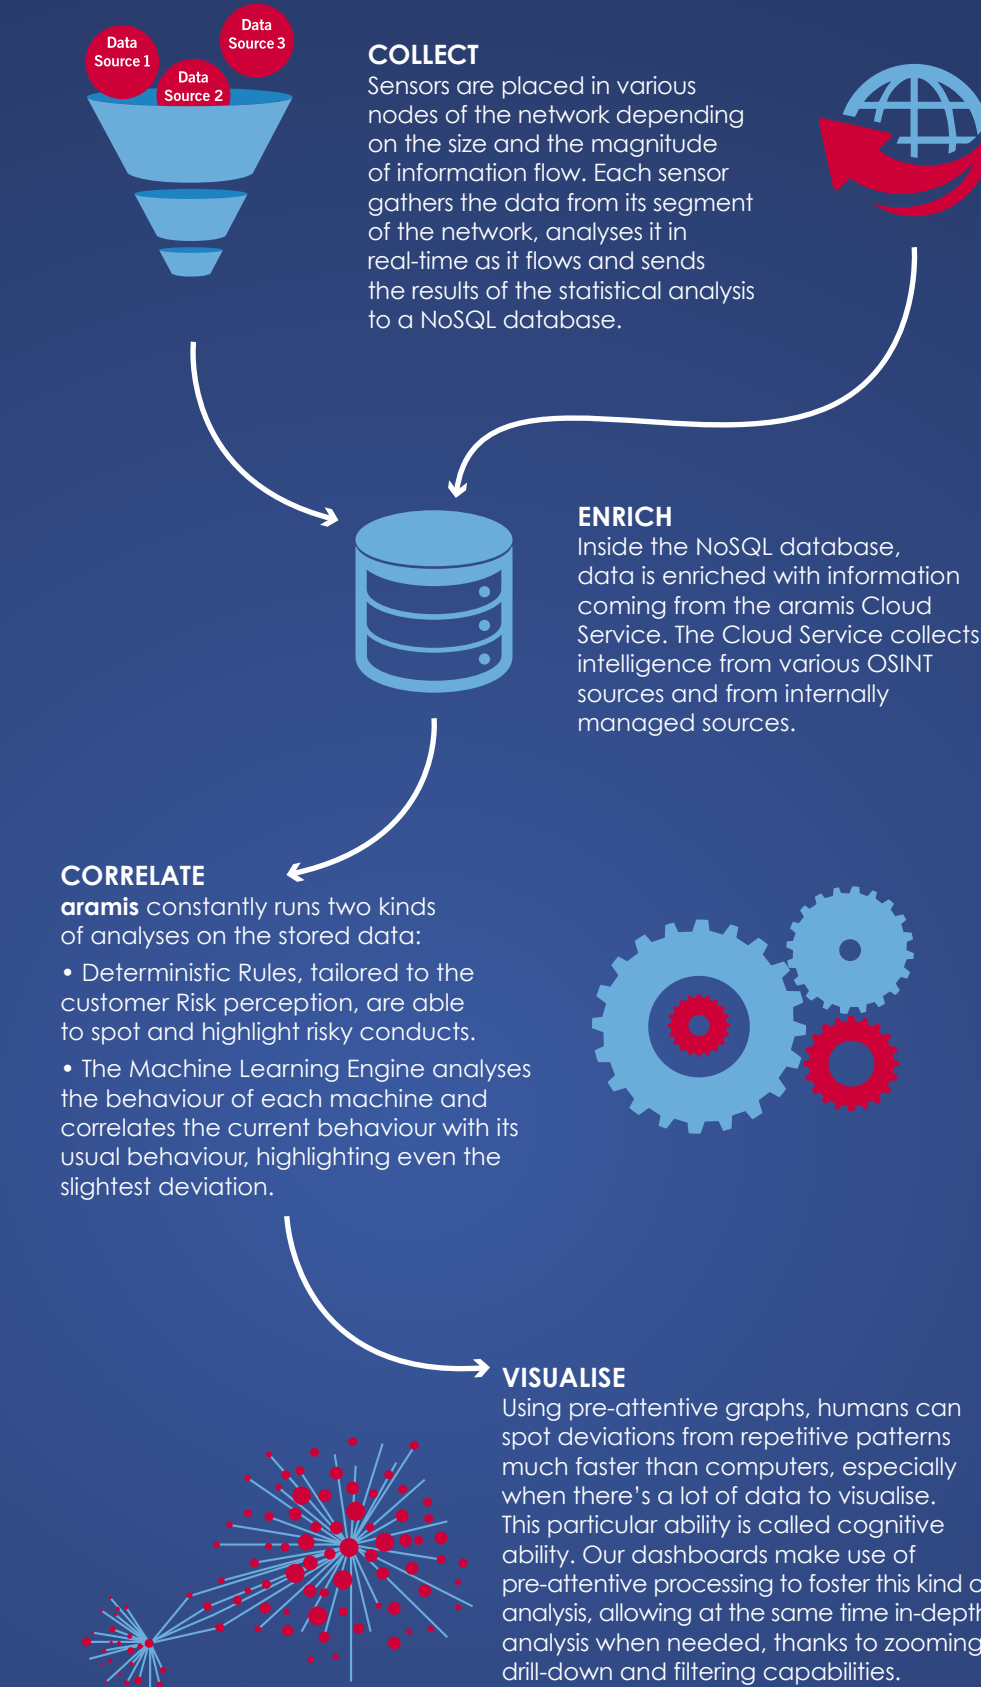 Data
Source 1
Data
Source 2
Data
Source 3
COLLECT
Sensors are placed in various
nodes of the network depending
on the size and the magnitude
of information flow. Each sensor
gathers the data from its segment
of the network, analyses it in
real-time as it flows and sends
the results of the statistical analysis
to a NoSQL database.
ENRICH
Inside the NoSQL database,
data is enriched with information
coming from the aramis Cloud
Service. The Cloud Service collects
intelligence from various OSINT
sources and from internally
managed sources.
CORRELATE
aramis constantly runs two kinds
of analyses on the stored data:
• Deterministic Rules, tailored to the
customer Risk perception, are able
to spot and highlight risky conducts.
• The Machine Learning Engine analyses
the behaviour of each machine and
correlates the current behaviour with its
usual behaviour, highlighting even the
slightest deviation.
VISUALISE
Using pre-attentive graphs, humans can
spot deviations from repetitive patterns
much faster than computers, especially
when there's a lot of data to visualise.
This particular ability is called cognitive
ability. Our dashboards make use of
pre-attentive processing to foster this kind
analysis, allowing at the same time in-depth
analysis when needed, thanks to zooming
drill-down and filtering capabilities.